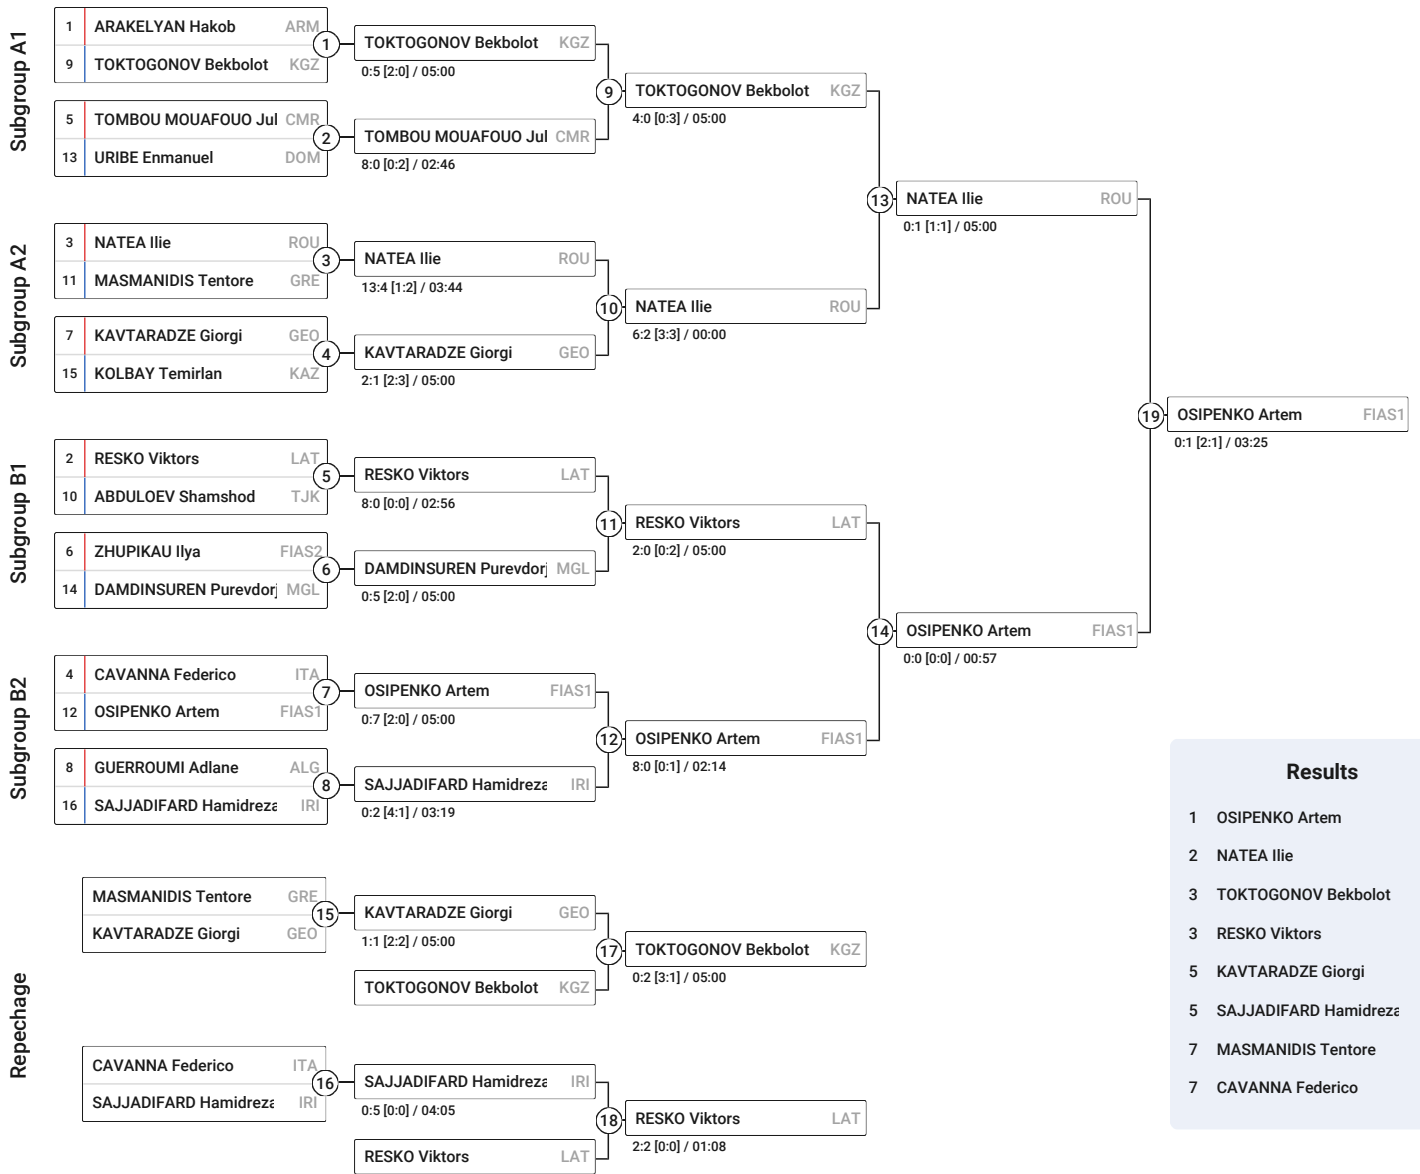 Subgroup A1
1 ARAKELYAN Hakob ARM
9 TOKTOGONOV Bekbolot KGZ
1
TOKTOGONOV Bekbolot KGZ
0:5 [2:0] / 05:00
5 TOMBOU MOUAFOUO Jul CMR
13 URIBE Enmanuel DOM
2
TOMBOU MOUAFOUO Jul CMR
8:0 [0:2] / 02:46
9
TOKTOGONOV Bekbolot KGZ
4:0 [0:3] / 05:00
Subgroup A2
3 NATEA Ilie ROU
11 MASMANIDIS Tentore GRE
3
NATEA Ilie ROU
13:4 [1:2] / 03:44
7 KAVTARADZE Giorgi GEO
15 KOLBAY Temirlan KAZ
4
KAVTARADZE Giorgi GEO
2:1 [2:3] / 05:00
10
NATEA Ilie ROU
6:2 [3:3] / 00:00
13
NATEA Ilie ROU
0:1 [1:1] / 05:00
Subgroup B1
2 RESKO Viktors LAT
10 ABDULOEV Shamshod TJK
5
RESKO Viktors LAT
8:0 [0:0] / 02:56
6 ZHUPIKAU Ilya FIAS2
14 DAMDINSUREN Purevdorj MGL
6
DAMDINSUREN Purevdorj MGL
0:5 [2:0] / 05:00
11
RESKO Viktors LAT
2:0 [0:2] / 05:00
Subgroup B2
4 CAVANNA Federico ITA
12 OSIPENKO Artem FIAS1
7
OSIPENKO Artem FIAS1
0:7 [2:0] / 05:00
8 GUERROUMI Adlane ALG
16 SAJJADIFARD Hamidreza IRI
8
SAJJADIFARD Hamidreza IRI
0:2 [4:1] / 03:19
12
OSIPENKO Artem FIAS1
8:0 [0:1] / 02:14
14
OSIPENKO Artem FIAS1
0:0 [0:0] / 00:57
19
OSIPENKO Artem FIAS1
0:1 [2:1] / 03:25
Repechage
MASMANIDIS Tentore GRE
KAVTARADZE Giorgi GEO
15
KAVTARADZE Giorgi GEO
1:1 [2:2] / 05:00
TOKTOGONOV Bekbolot KGZ
17
TOKTOGONOV Bekbolot KGZ
0:2 [3:1] / 05:00
CAVANNA Federico ITA
SAJJADIFARD Hamidreza IRI
16
SAJJADIFARD Hamidreza IRI
0:5 [0:0] / 04:05
RESKO Viktors LAT
18
RESKO Viktors LAT
2:2 [0:0] / 01:08
Results
1 OSIPENKO Artem
2 NATEA Ilie
3 TOKTOGONOV Bekbolot
3 RESKO Viktors
5 KAVTARADZE Giorgi
5 SAJJADIFARD Hamidreza
7 MASMANIDIS Tentore
7 CAVANNA Federico